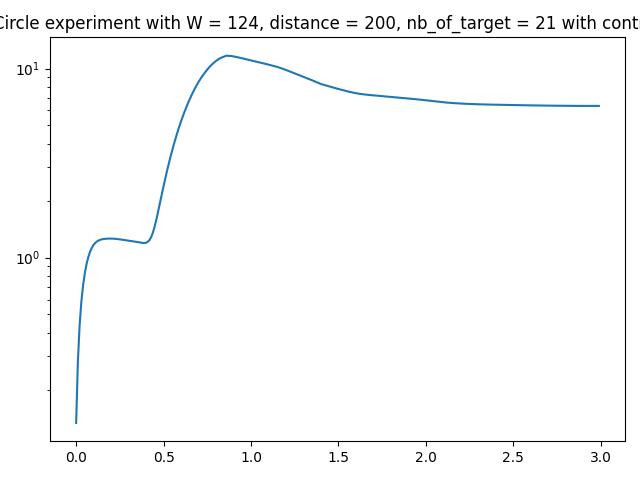 Circle experiment with W = 124, distance = 200, nb_of_target = 21 with contr
10¹
10⁰
0.0 0.5 1.0 1.5 2.0 2.5 3.0